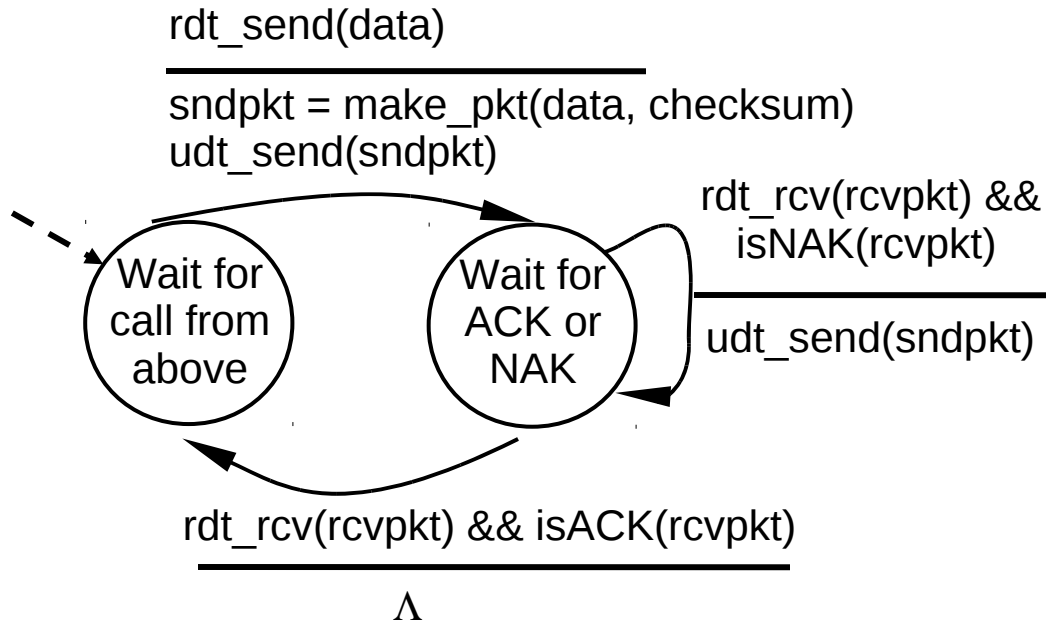 rdt_send(data)
sndpkt = make_pkt(data, checksum)
udt_send(sndpkt)
rdt_rcv(rcvpkt) &&
isNAK(rcvpkt)
udt_send(sndpkt)
Wait for
call from
above
Wait for
ACK or
NAK
rdt_rcv(rcvpkt) && isACK(rcvpkt)
Λ